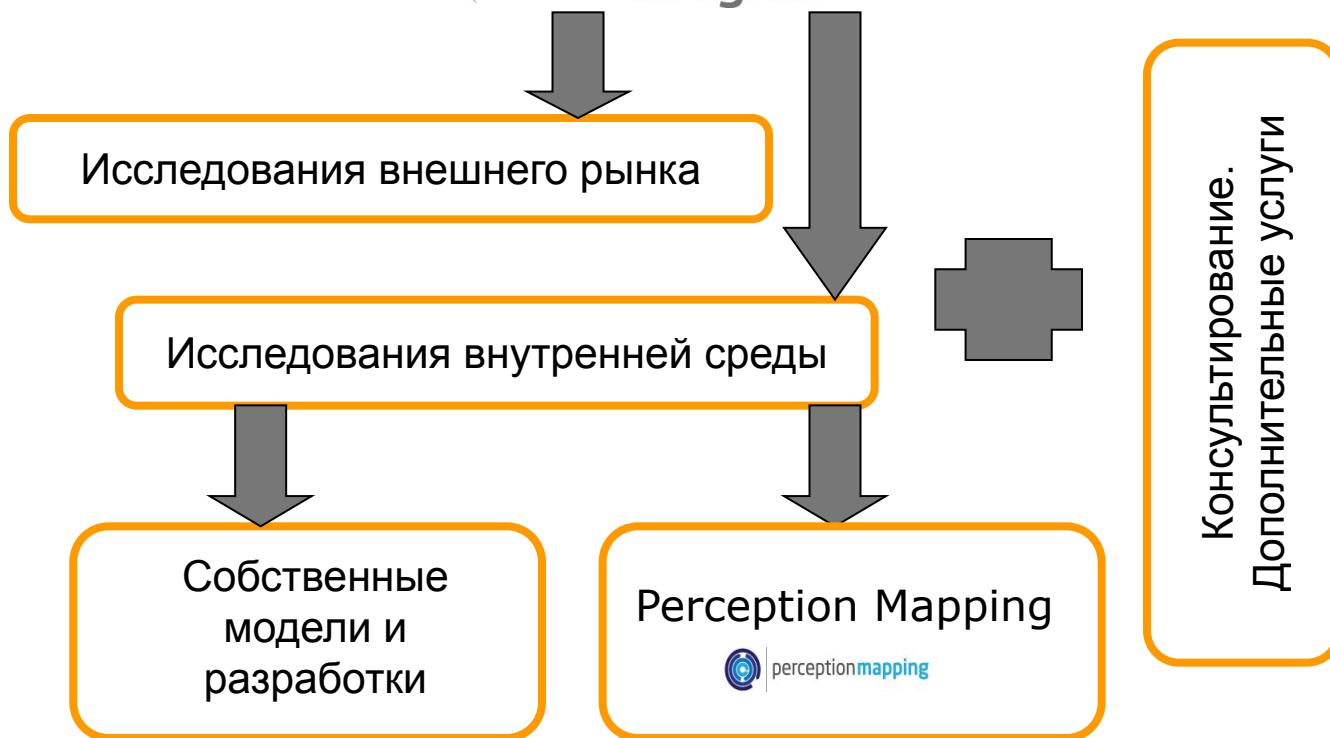 Исследования внешнего рынка
Исследования внутренней среды
Собственные
модели и
разработки
Perception Mapping
perceptionmapping
Консультирование.
Дополнительные услуги